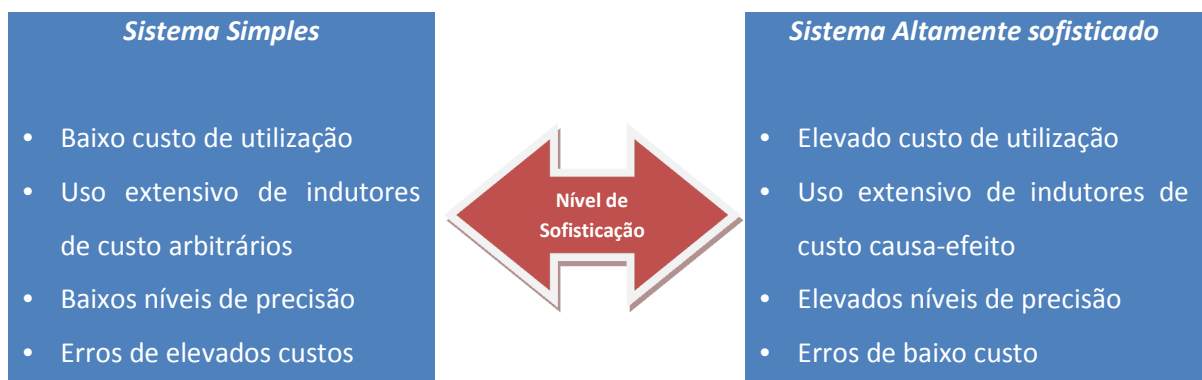 Sistema Simples
• Baixo custo de utilização
• Uso extensivo de indutores
de custo arbitrários
• Baixos níveis de precisão
• Erros de elevados custos
Nível de
Sofisticação
Sistema Altamente sofisticado
• Elevado custo de utilização
• Uso extensivo de indutores de
custo causa-efeito
• Elevados níveis de precisão
• Erros de baixo custo